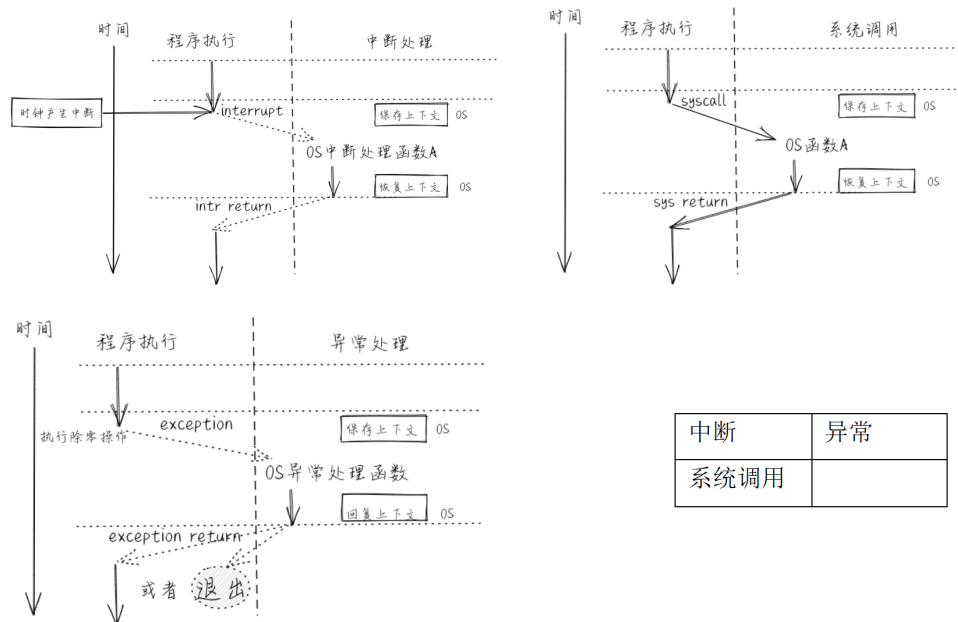 时间
程序执行
中断处理
时钟产生中断
interrupt
保存上下文 OS
OS中断处理函数A
恢复上下文 OS
intr return
时间
程序执行
系统调用
syscall
保存上下文 OS
OS函数A
恢复上下文 OS
sys return
时间
程序执行
异常处理
执行除零操作
exception
保存上下文 OS
OS异常处理函数
回复上下文 OS
exception return
或者 退出
中断 异常
系统调用